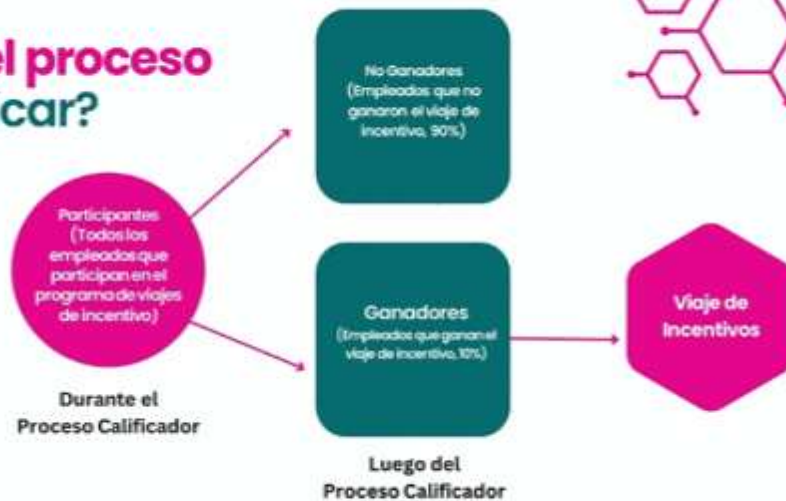 el proceso
car?
No Ganadores
(Empleados que no
ganaron el viaje de
incentivo, 90%)
Participantes
(Todos los
empleados que
participan en el
programa de viajes
de incentivo)
Ganadores
(Empleados que ganan el
viaje de incentivo, 10%)
Viaje de
Incentivos
Durante el
Proceso Calificador
Luego del
Proceso Calificador